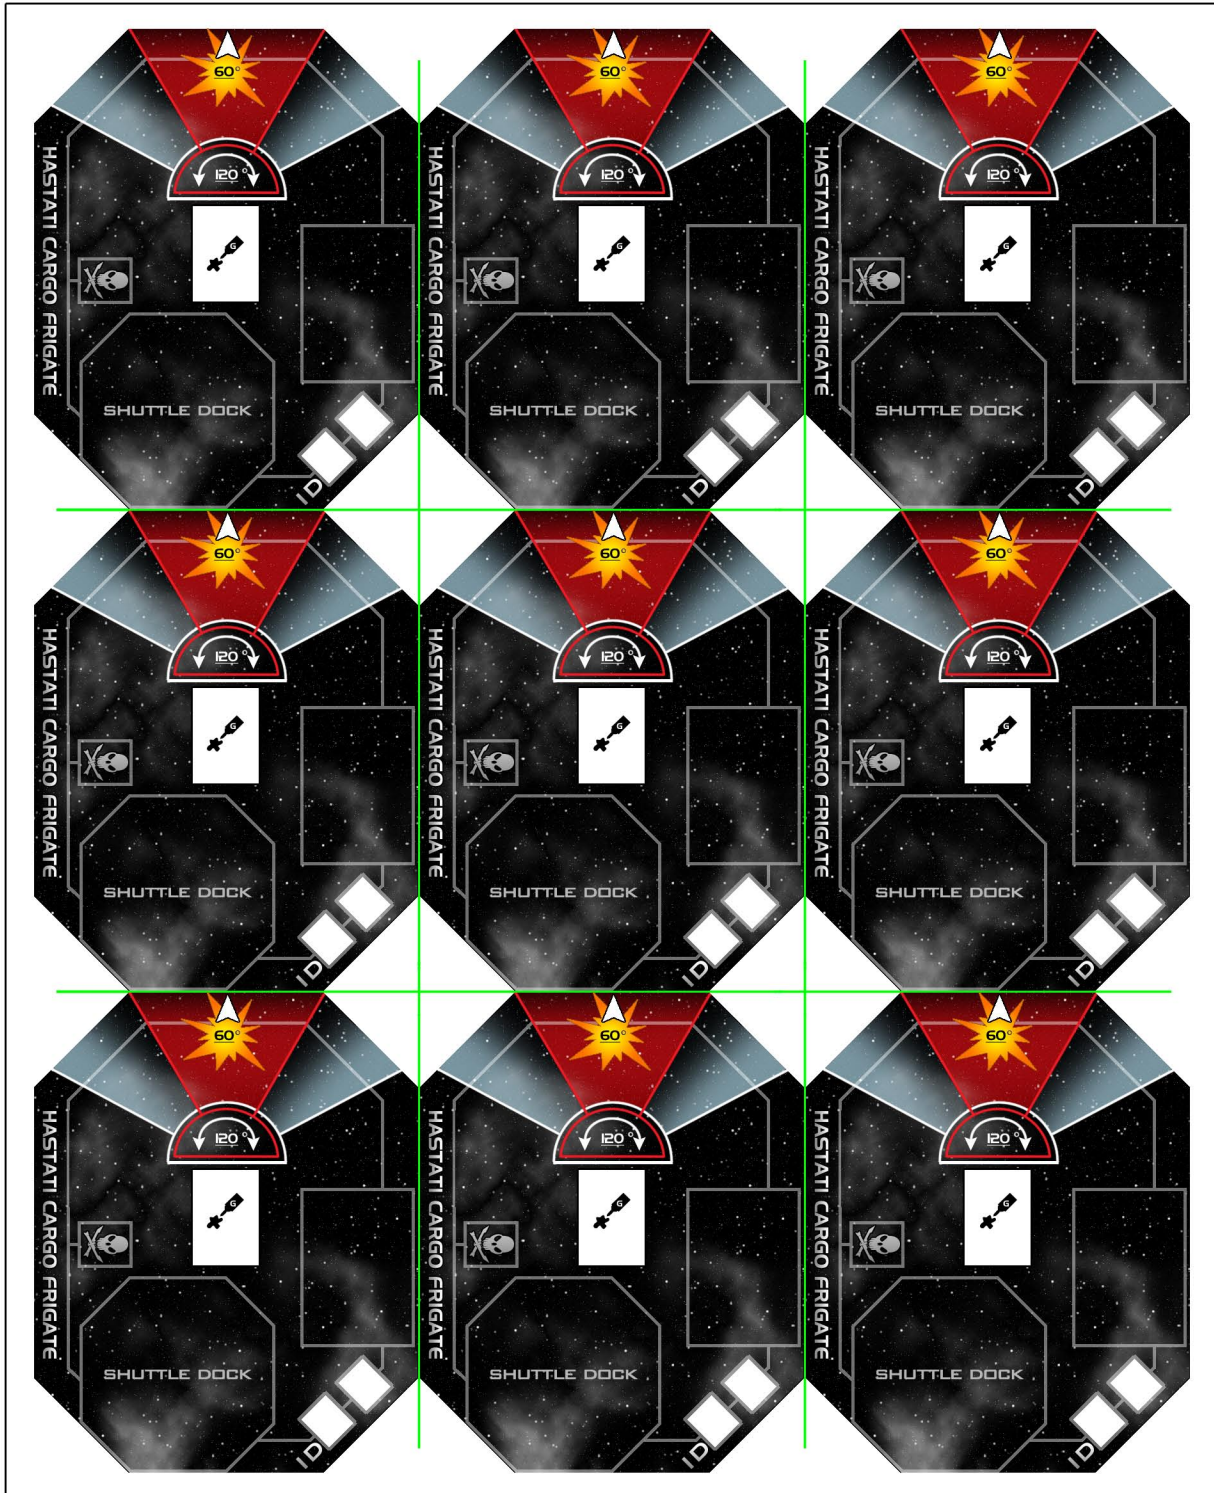 60°
60°
60°
120°
120°
120°
G
G
G
HASTATI CARGO FRIGATE
HASTATI CARGO FRIGATE
HASTATI CARGO FRIGATE
SHUTTLE DOCK
SHUTTLE DOCK
SHUTTLE DOCK
ID
ID
ID
60°
60°
60°
120°
120°
120°
G
G
G
HASTATI CARGO FRIGATE
HASTATI CARGO FRIGATE
HASTATI CARGO FRIGATE
SHUTTLE DOCK
SHUTTLE DOCK
SHUTTLE DOCK
ID
ID
ID
60°
60°
60°
120°
120°
120°
G
G
G
HASTATI CARGO FRIGATE
HASTATI CARGO FRIGATE
HASTATI CARGO FRIGATE
SHUTTLE DOCK
SHUTTLE DOCK
SHUTTLE DOCK
ID
ID
ID